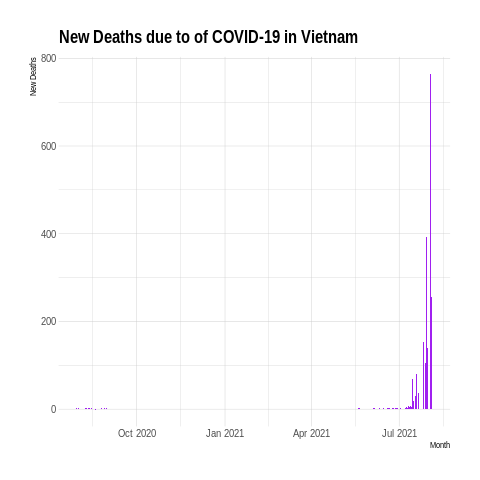 New Deaths due to of COVID-19 in Vietnam
New Deaths
800
600
400
200
0
Oct 2020 Jan 2021 Apr 2021 Jul 2021
Month